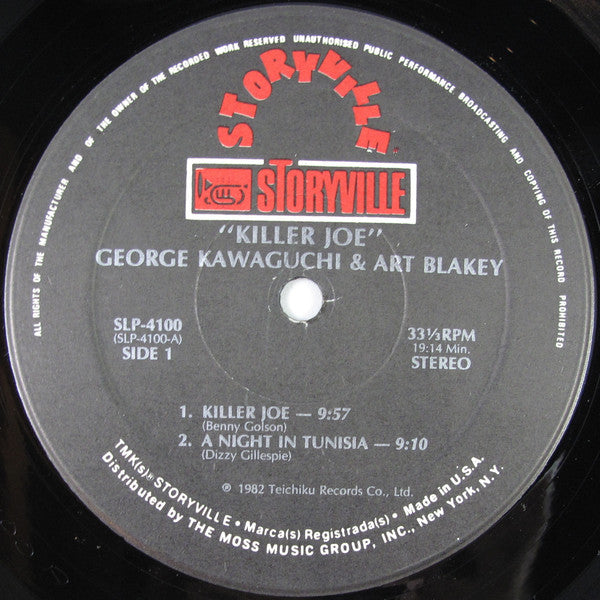 ALL RIGHTS OF THE MANUFACTURER AND OF THE OWNER OF THE RECORDED WORK RESERVED UNAUTHORISED PUBLIC PERFORMANCE BROADCASTING AND COPYING OF THIS RECORD PROHIBITED
STORYVILLE
STORYVILLE
"KILLER JOE"
GEORGE KAWAGUCHI & ART BLAKEY
SLP-4100
(SLP-4100-A)
SIDE 1
33⅓RPM
19:14 Min.
STEREO
1. KILLER JOE — 9:57
(Benny Golson)
2. A NIGHT IN TUNISIA — 9:10
(Dizzy Gillespie)
℗ 1982 Teichiku Records Co., Ltd.
TMK(s)® STORYVILLE • Marca(s) Registrada(s) • Made in U.S.A.
Distributed by THE MOSS MUSIC GROUP, INC., New York, N.Y.